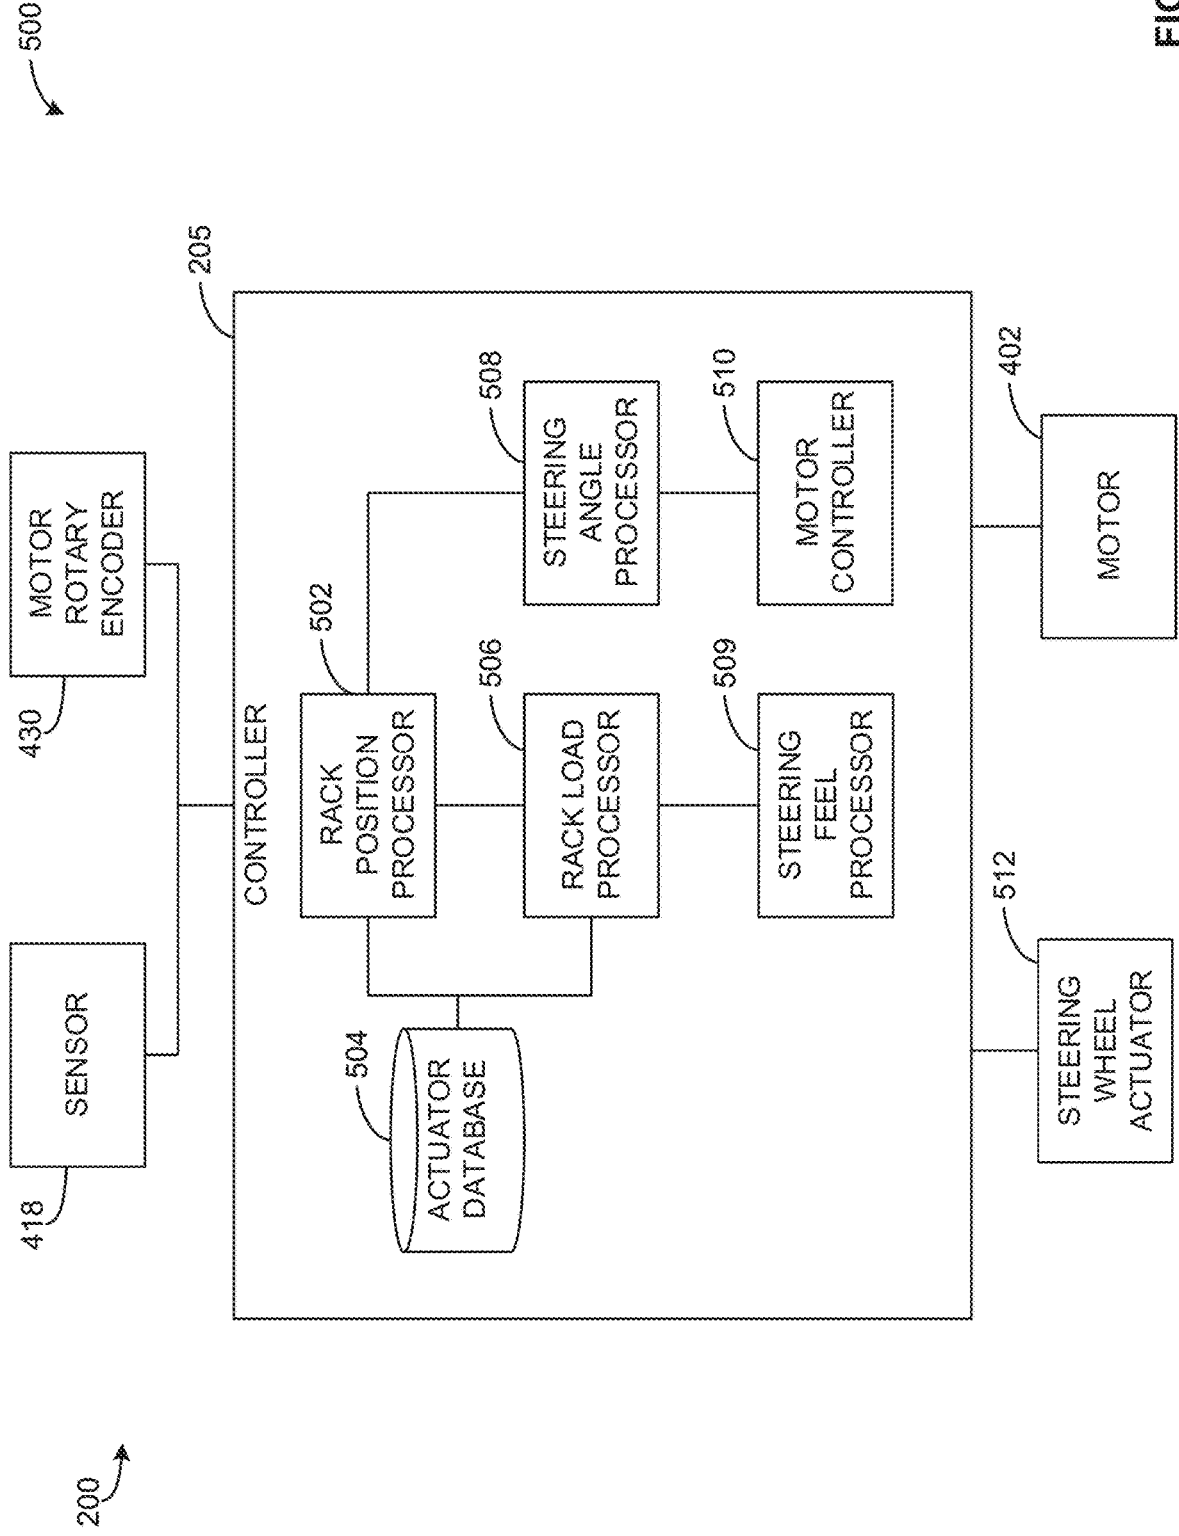 200
500
418
SENSOR
430
MOTOR
ROTARY
ENCODER
205
CONTROLLER
502
RACK
POSITION
PROCESSOR
504
ACTUATOR
DATABASE
506
RACK LOAD
PROCESSOR
508
STEERING
ANGLE
PROCESSOR
509
STEERING
FEEL
PROCESSOR
510
MOTOR
CONTROLLER
512
STEERING
WHEEL
ACTUATOR
402
MOTOR